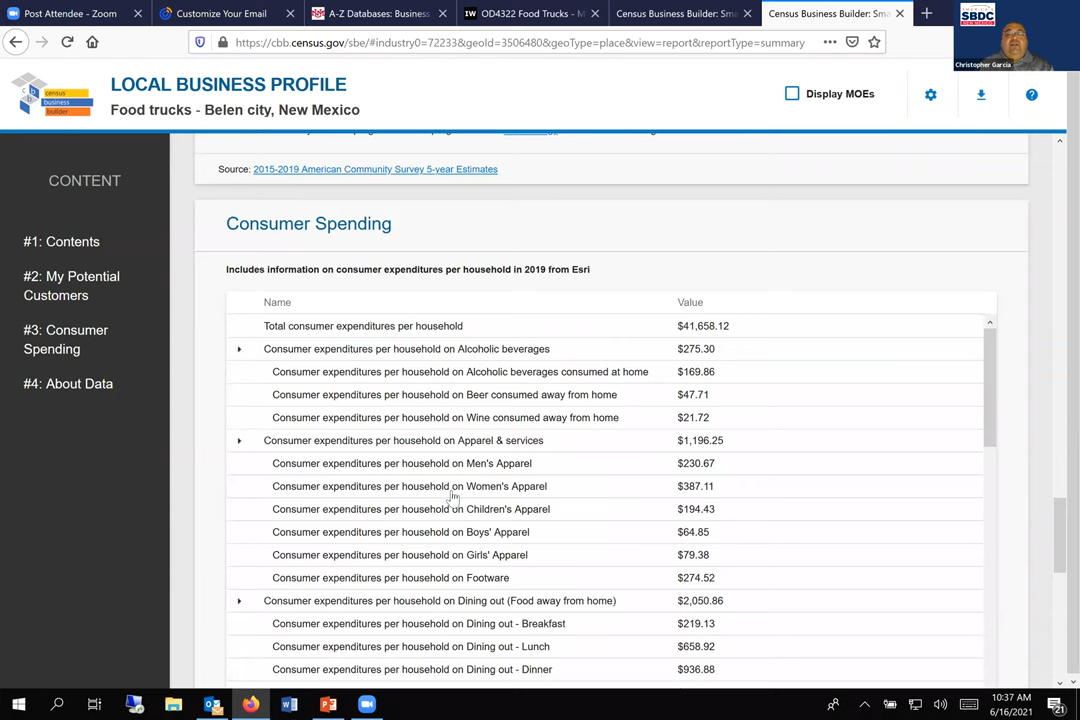 Post Attendee - Zoom
Customize Your Email
A-Z Databases: Business
OD4322 Food Trucks - M
Census Business Builder: Sma
Census Business Builder: Sma
https://cbb.census.gov/sbe/#industry0=72233&geoId=3506480&geoType=place&view=report&reportType=summary
AMERICA'S
SBDC
NEW MEXICO
Christopher Garcia
census
business
builder
LOCAL BUSINESS PROFILE
Food trucks - Belen city, New Mexico
Display MOEs
CONTENT
#1: Contents
#2: My Potential
Customers
#3: Consumer
Spending
#4: About Data
Source: 2015-2019 American Community Survey 5-year Estimates
Consumer Spending
Includes information on consumer expenditures per household in 2019 from Esri
Name Value
Total consumer expenditures per household $41,658.12
Consumer expenditures per household on Alcoholic beverages $275.30
Consumer expenditures per household on Alcoholic beverages consumed at home $169.86
Consumer expenditures per household on Beer consumed away from home $47.71
Consumer expenditures per household on Wine consumed away from home $21.72
Consumer expenditures per household on Apparel & services $1,196.25
Consumer expenditures per household on Men's Apparel $230.67
Consumer expenditures per household on Women's Apparel $387.11
Consumer expenditures per household on Children's Apparel $194.43
Consumer expenditures per household on Boys' Apparel $64.85
Consumer expenditures per household on Girls' Apparel $79.38
Consumer expenditures per household on Footware $274.52
Consumer expenditures per household on Dining out (Food away from home) $2,050.86
Consumer expenditures per household on Dining out - Breakfast $219.13
Consumer expenditures per household on Dining out - Lunch $658.92
Consumer expenditures per household on Dining out - Dinner $936.88
10:37 AM
6/16/2021
21